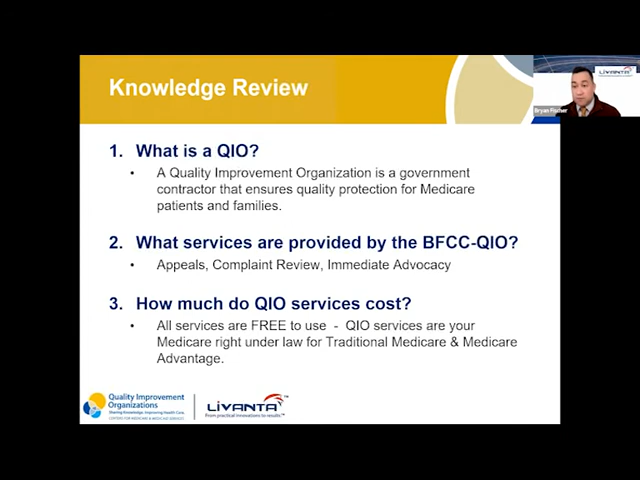 Knowledge Review
LIVANTA
Bryan Fischer
1. What is a QIO?
• A Quality Improvement Organization is a government
contractor that ensures quality protection for Medicare
patients and families.
2. What services are provided by the BFCC-QIO?
• Appeals, Complaint Review, Immediate Advocacy
3. How much do QIO services cost?
• All services are FREE to use - QIO services are your
Medicare right under law for Traditional Medicare & Medicare
Advantage.
Quality Improvement
Organizations
Sharing Knowledge. Improving Health Care.
CENTERS FOR MEDICARE & MEDICAID SERVICES
LIVANTA™
From practical innovations to results.™